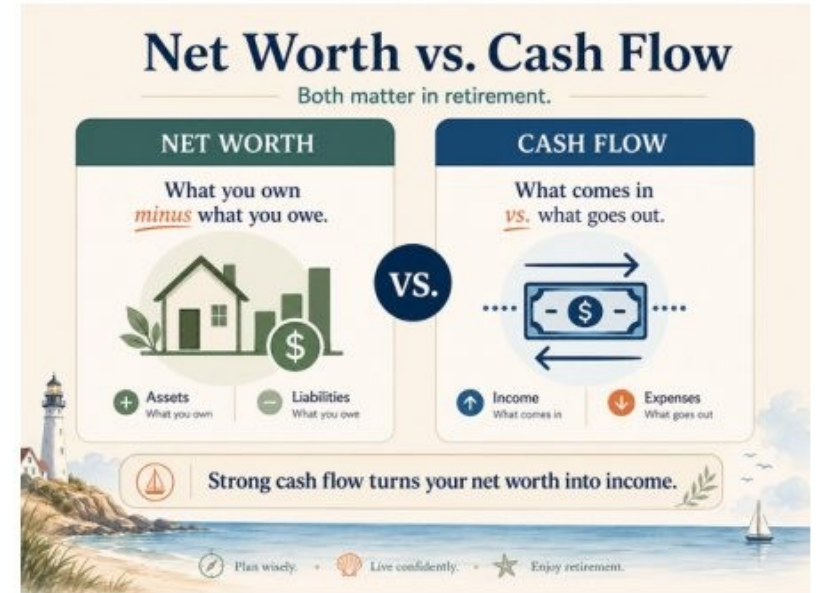 Net Worth vs. Cash Flow
Both matter in retirement.
NET WORTH
What you own
minus what you owe.
$
+ Assets
What you own
− Liabilities
What you owe
VS.
CASH FLOW
What comes in
vs. what goes out.
$
Income
What comes in
Expenses
What goes out
Strong cash flow turns your net worth into income.
Plan wisely. • Live confidently. • Enjoy retirement.